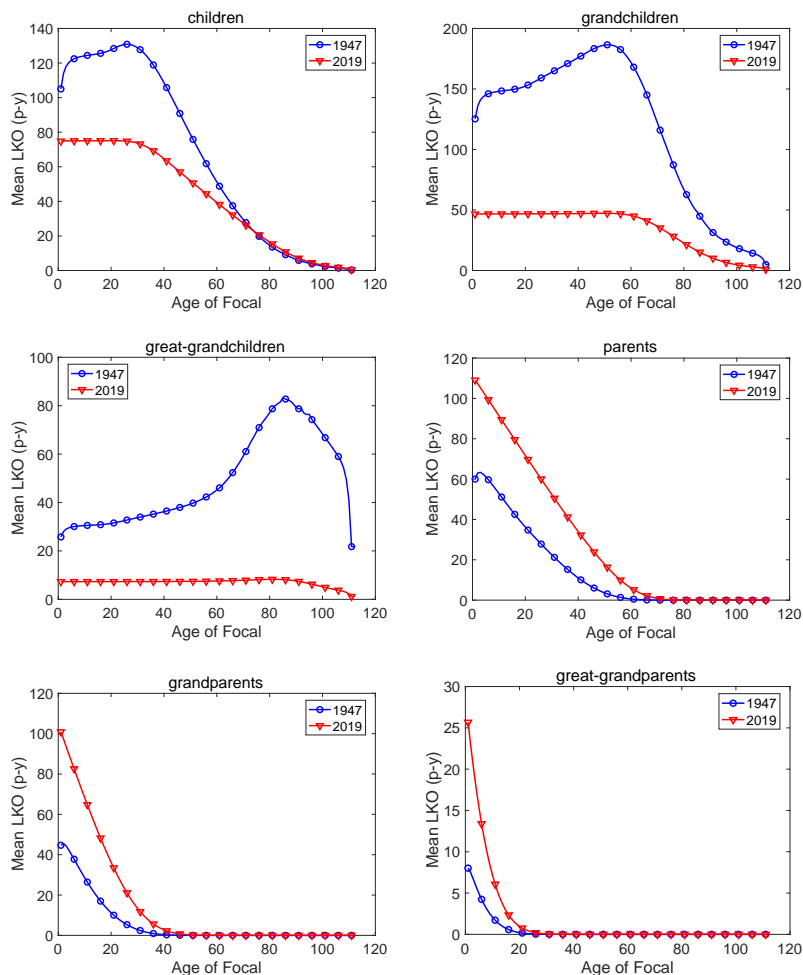 children
140
120
100
80
60
40
20
0
Mean LKO (p-y)
1947
2019
0 20 40 60 80 100 120
Age of Focal
grandchildren
200
150
100
50
0
Mean LKO (p-y)
1947
2019
0 20 40 60 80 100 120
Age of Focal
great-grandchildren
100
80
60
40
20
0
Mean LKO (p-y)
1947
2019
0 20 40 60 80 100 120
Age of Focal
parents
120
100
80
60
40
20
0
Mean LKO (p-y)
1947
2019
0 20 40 60 80 100 120
Age of Focal
grandparents
120
100
80
60
40
20
0
Mean LKO (p-y)
1947
2019
0 20 40 60 80 100 120
Age of Focal
great-grandparents
30
25
20
15
10
5
0
Mean LKO (p-y)
1947
2019
0 20 40 60 80 100 120
Age of Focal